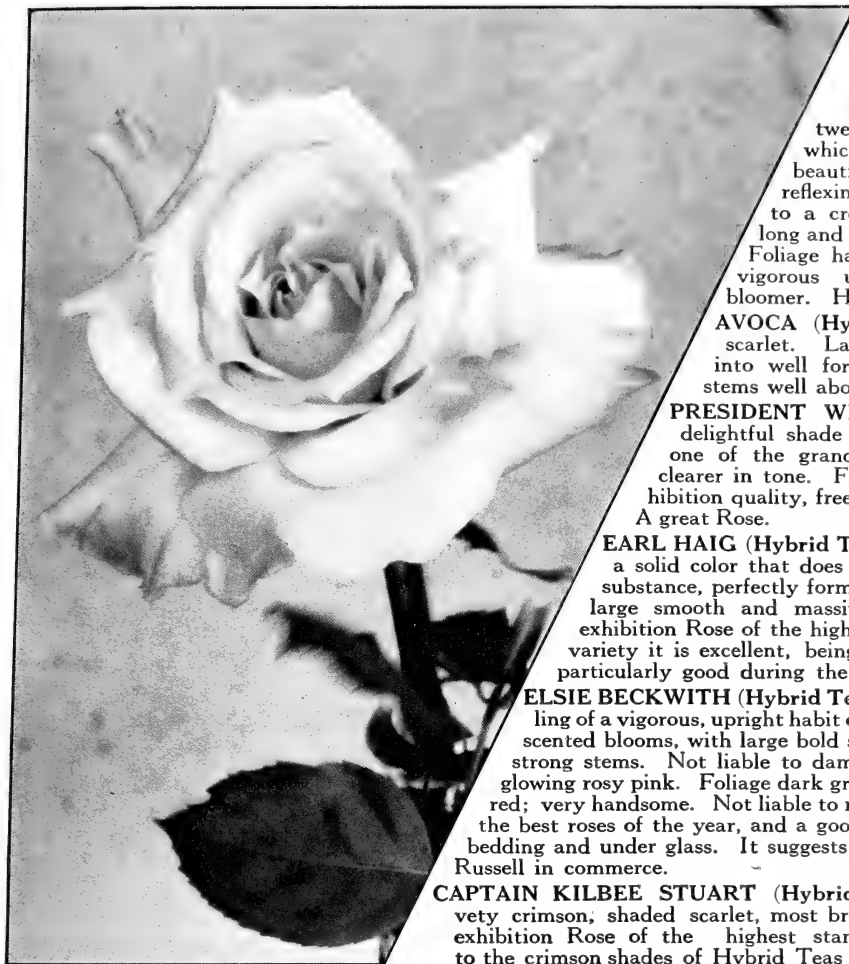 twe
which
beauti
reflexin
to a cre
long and
Foliage ha
vigorous u
bloomer. H
AVOCA (Hy
scarlet. La
into well for
stems well abo
PRESIDENT WI
delightful shade
one of the grand
clearer in tone. F
hibition quality, free
A great Rose.
EARL HAIG (Hybrid T
a solid color that does
substance, perfectly form
large smooth and massiv
exhibition Rose of the high
variety it is excellent, being
particularly good during the
ELSIE BECKWITH (Hybrid Te
ling of a vigorous, upright habit o
scented blooms, with large bold s
strong stems. Not liable to dam
glowing rosy pink. Foliage dark gr
red; very handsome. Not liable to m
the best roses of the year, and a goo
bedding and under glass. It suggests
Russell in commerce.
CAPTAIN KILBEE STUART (Hybrid
vety crimson, shaded scarlet, most br
exhibition Rose of the highest star
to the crimson shades of Hybrid Teas